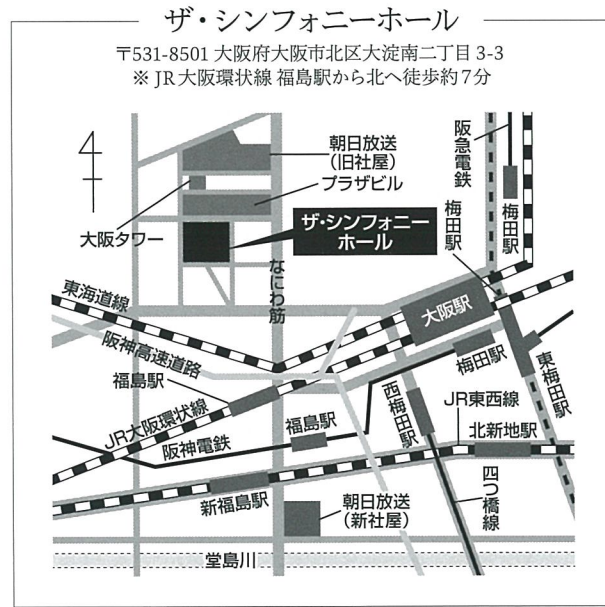 ザ・シンフォニーホール
〒531-8501 大阪府大阪市北区大淀南二丁目3-3
※JR大阪環状線 福島駅から北へ徒歩約7分
4
朝日放送
(旧社屋)
プラザビル
大阪タワー
ザ・シンフォニー
ホール
なにわ筋
阪急電鉄
梅田駅
梅田駅
東海道線
大阪駅
阪神高速道路
福島駅
梅田駅
東梅田駅
JR大阪環状線
西梅田駅
JR東西線
阪神電鉄
福島駅
北新地駅
新福島駅
朝日放送
(新社屋)
四つ橋線
堂島川